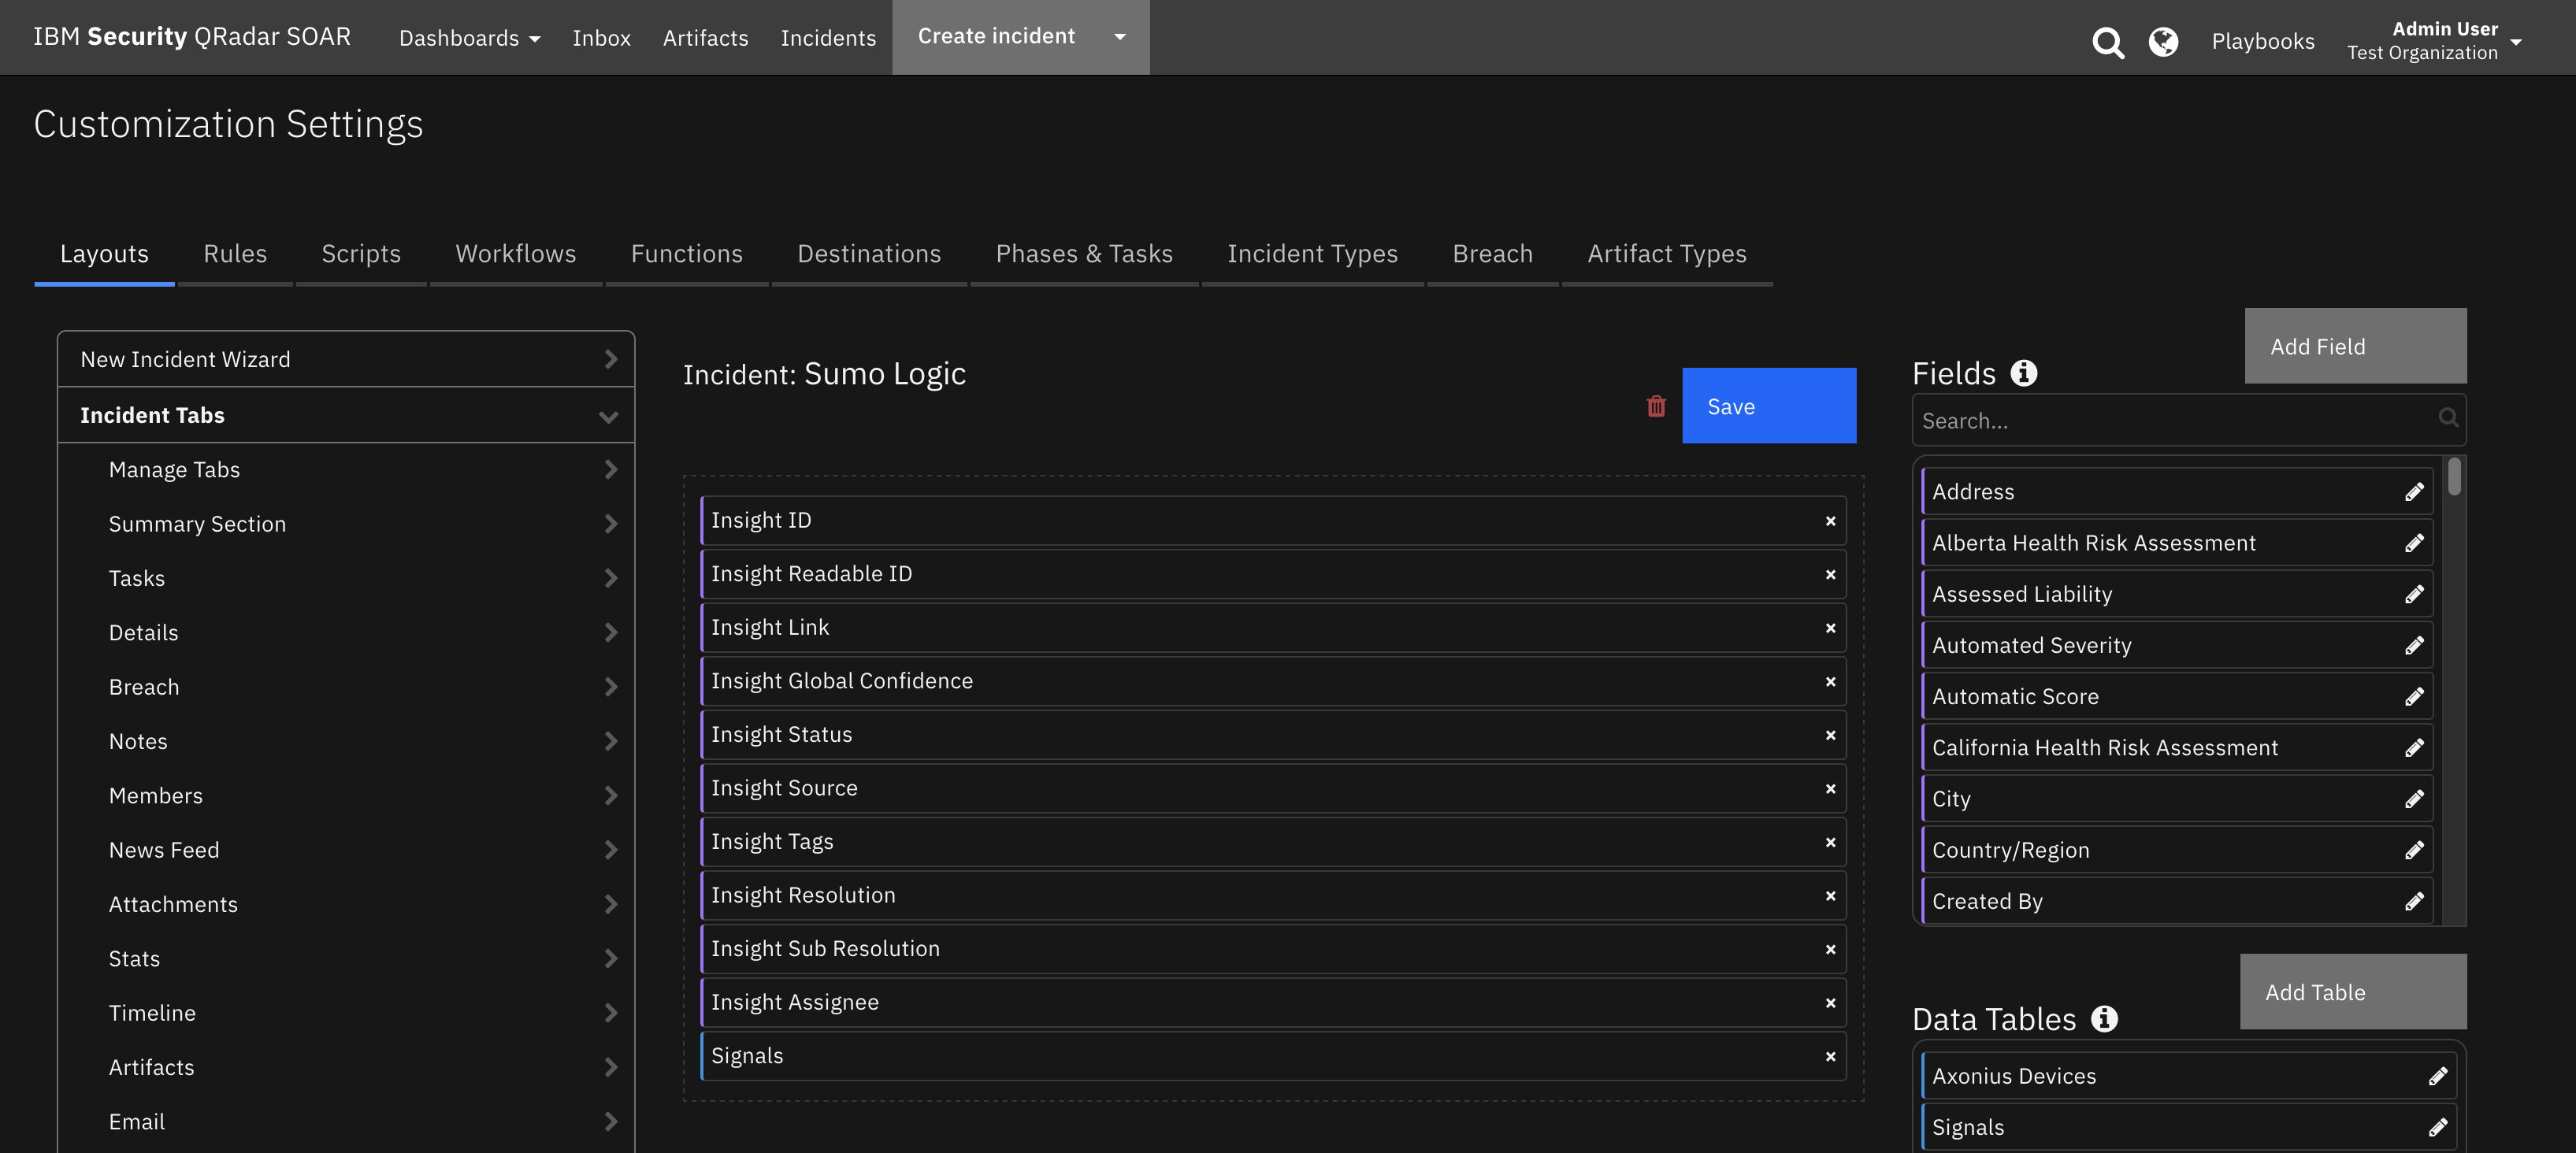 IBM Security QRadar SOAR
Dashboards
Inbox
Artifacts
Incidents
Create incident
Playbooks
Admin User
Test Organization
Customization Settings
Layouts
Rules
Scripts
Workflows
Functions
Destinations
Phases & Tasks
Incident Types
Breach
Artifact Types
New Incident Wizard
Incident Tabs
Manage Tabs
Summary Section
Tasks
Details
Breach
Notes
Members
News Feed
Attachments
Stats
Timeline
Artifacts
Email
Incident: Sumo Logic
Save
Insight ID
Insight Readable ID
Insight Link
Insight Global Confidence
Insight Status
Insight Source
Insight Tags
Insight Resolution
Insight Sub Resolution
Insight Assignee
Signals
Add Field
Fields
Search...
Address
Alberta Health Risk Assessment
Assessed Liability
Automated Severity
Automatic Score
California Health Risk Assessment
City
Country/Region
Created By
Add Table
Data Tables
Axonius Devices
Signals